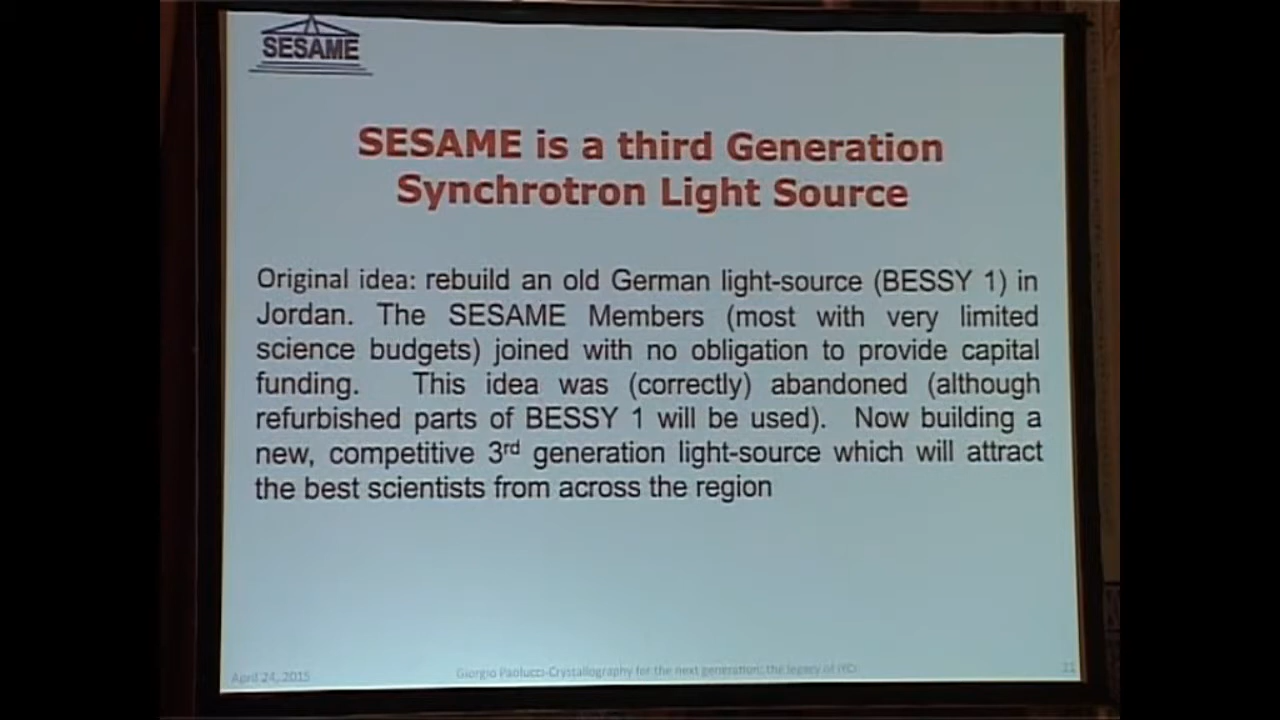 SESAME
SESAME is a third Generation
Synchrotron Light Source
Original idea: rebuild an old German light-source (BESSY 1) in
Jordan. The SESAME Members (most with very limited
science budgets) joined with no obligation to provide capital
funding. This idea was (correctly) abandoned (although
refurbished parts of BESSY 1 will be used). Now building a
new, competitive 3rd generation light-source which will attract
the best scientists from across the region
April 24, 2015
Giorgio Paolucci-Crystallography for the next generation: the legacy of IYCr
21